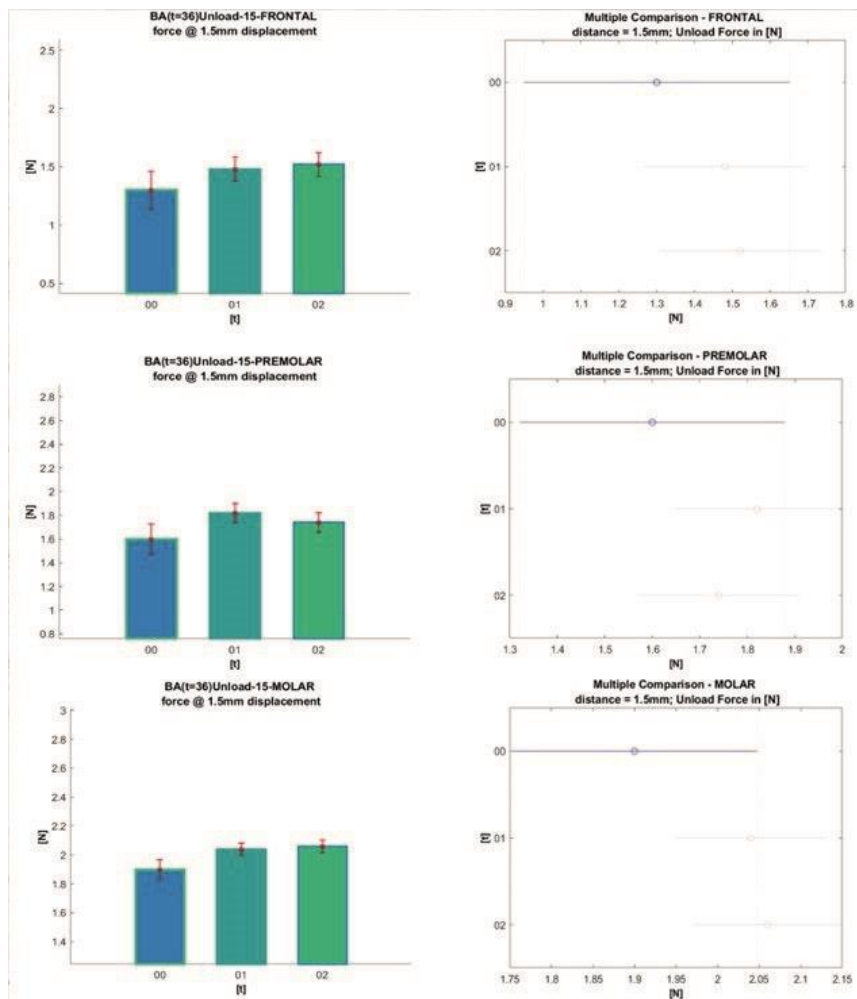 BA(t=36)Unload-15-FRONTAL
force @ 1.5mm displacement
2.5
2
1.5
1
0.5
[N]
00 01 02
[t]
Multiple Comparison - FRONTAL
distance = 1.5mm; Unload Force in [N]
00
01
02
[t]
0.9 1 1.1 1.2 1.3 1.4 1.5 1.6 1.7 1.8
[N]
BA(t=36)Unload-15-PREMOLAR
force @ 1.5mm displacement
2.8
2.6
2.4
2.2
2
1.8
1.6
1.4
1.2
1
0.8
[N]
00 01 02
[t]
Multiple Comparison - PREMOLAR
distance = 1.5mm; Unload Force in [N]
00
01
02
[t]
1.3 1.4 1.5 1.6 1.7 1.8 1.9 2
[N]
BA(t=36)Unload-15-MOLAR
force @ 1.5mm displacement
3
2.8
2.6
2.4
2.2
2
1.8
1.6
1.4
[N]
00 01 02
[t]
Multiple Comparison - MOLAR
distance = 1.5mm; Unload Force in [N]
00
01
02
[t]
1.75 1.8 1.85 1.9 1.95 2 2.05 2.1 2.15
[N]